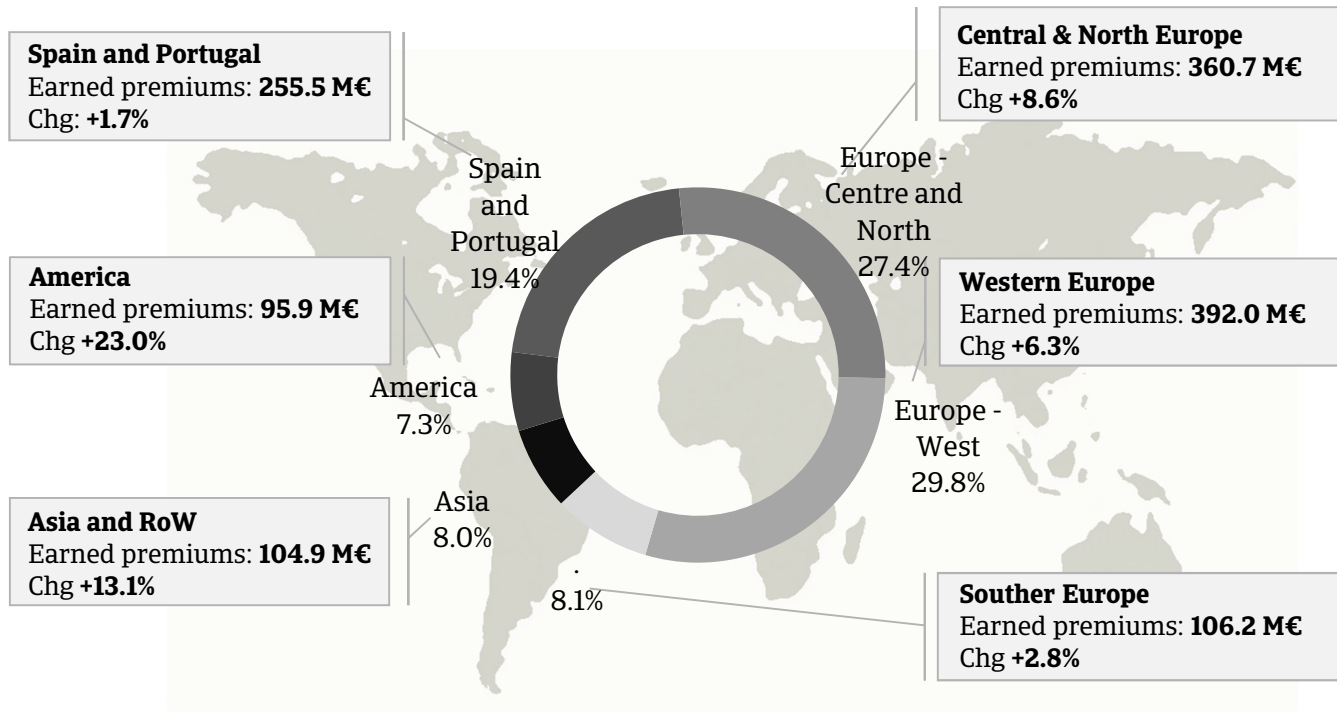 Spain and Portugal
Earned premiums: 255.5 M€
Chg: +1.7%
Central & North Europe
Earned premiums: 360.7 M€
Chg +8.6%
Spain
and
Portugal
19.4%
Europe -
Centre and
North
27.4%
America
Earned premiums: 95.9 M€
Chg +23.0%
Western Europe
Earned premiums: 392.0 M€
Chg +6.3%
America
7.3%
Europe -
West
29.8%
Asia and RoW
Earned premiums: 104.9 M€
Chg +13.1%
Asia
8.0%
.
8.1%
Souther Europe
Earned premiums: 106.2 M€
Chg +2.8%